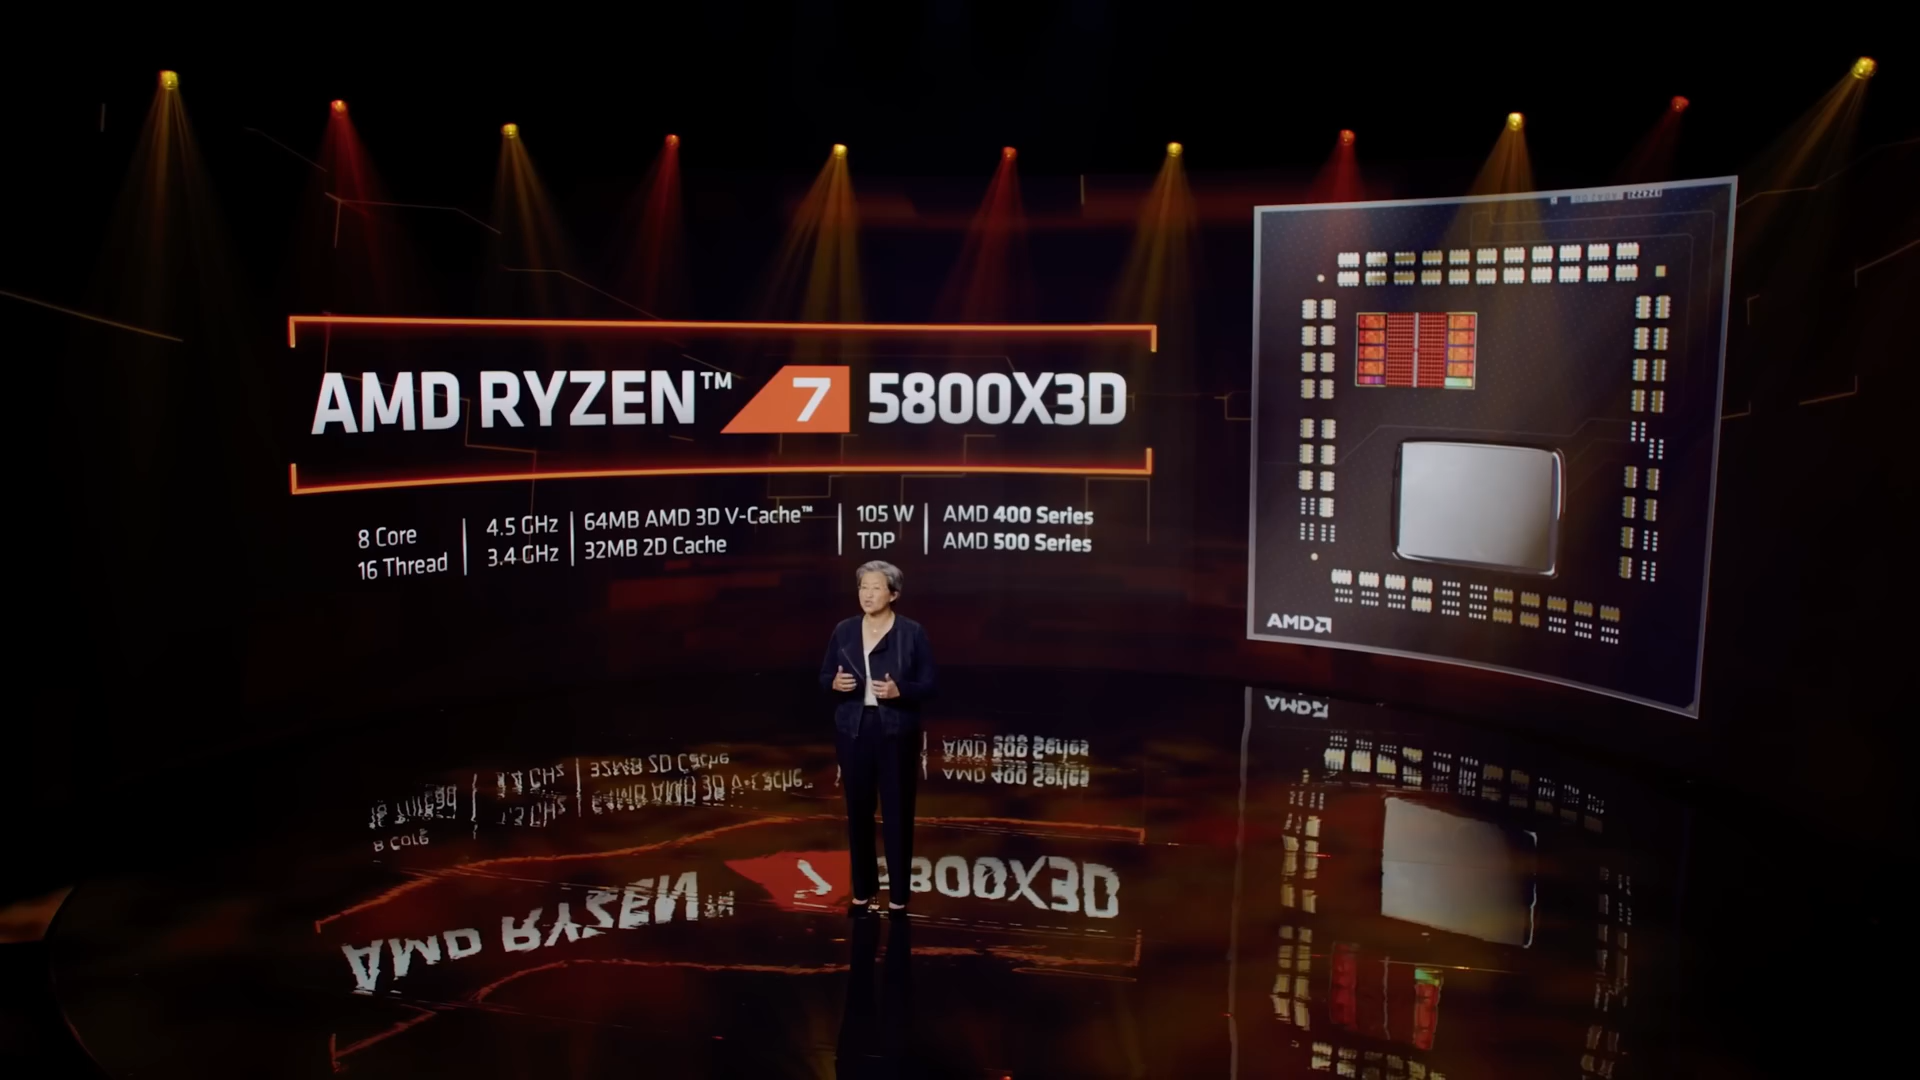 AMD RYZEN™ 7 5800X3D
8 Core
16 Thread
4.5 GHz
3.4 GHz
64MB AMD 3D V-Cache™
32MB 2D Cache
105 W
TDP
AMD 400 Series
AMD 500 Series
AMD